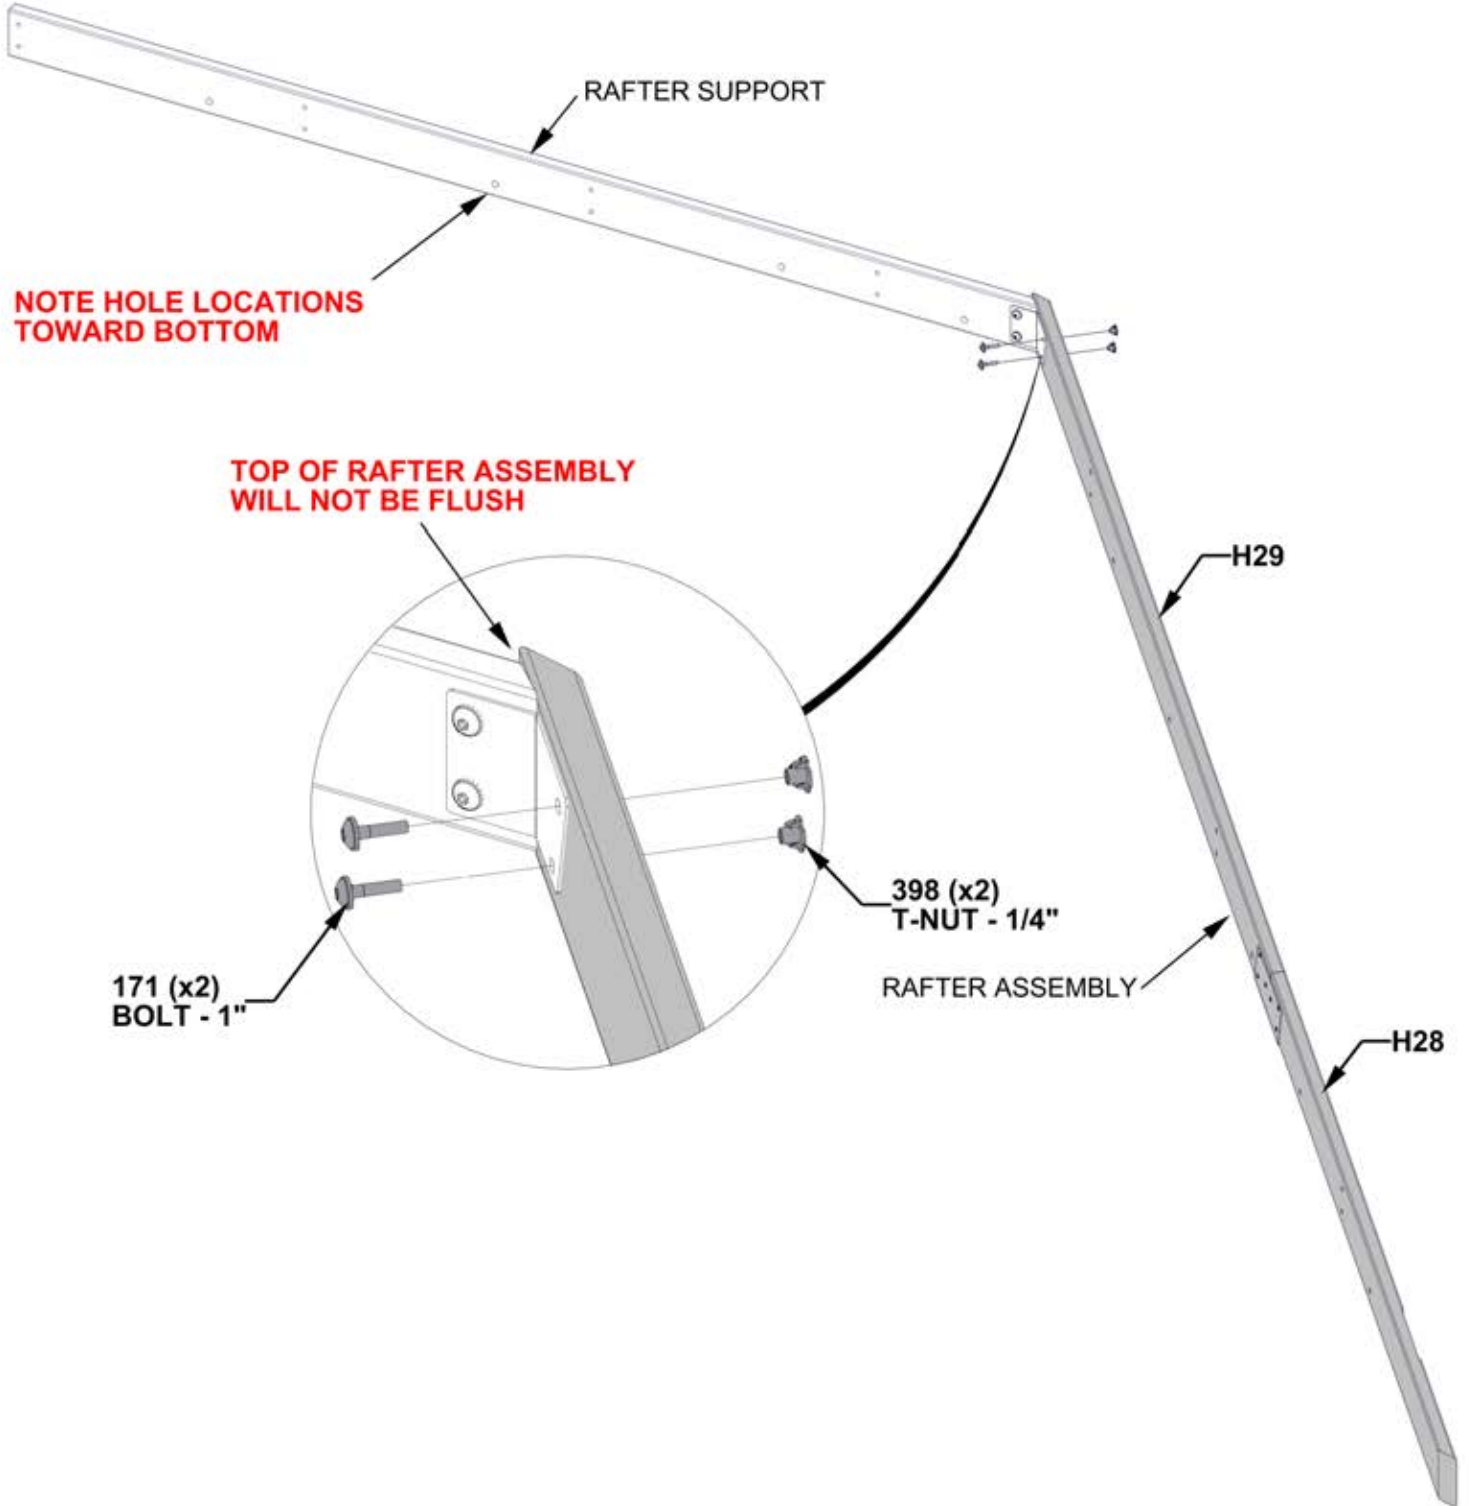 RAFTER SUPPORT
NOTE HOLE LOCATIONS
TOWARD BOTTOM
TOP OF RAFTER ASSEMBLY
WILL NOT BE FLUSH
H29
398 (x2)
T-NUT - 1/4"
171 (x2)
BOLT - 1"
RAFTER ASSEMBLY
H28